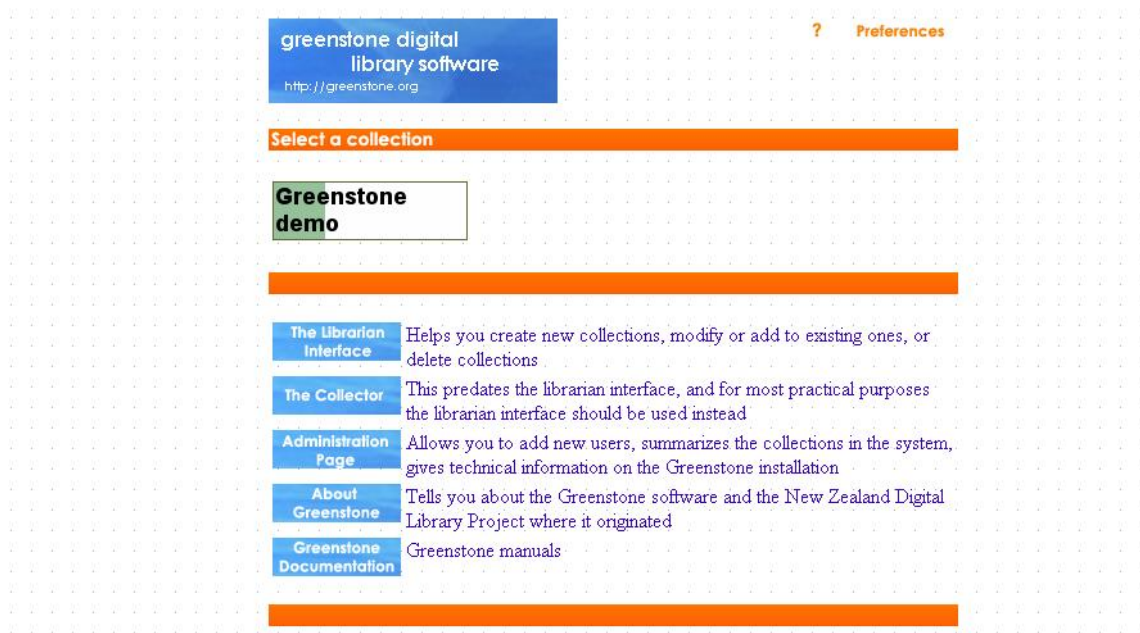 greenstone digital
library software
http://greenstone.org
? Preferences
Select a collection
Greenstone
demo
The Librarian
Interface
Helps you create new collections, modify or add to existing ones, or
delete collections
The Collector
This predates the librarian interface, and for most practical purposes
the librarian interface should be used instead
Administration
Page
Allows you to add new users, summarizes the collections in the system,
gives technical information on the Greenstone installation
About
Greenstone
Tells you about the Greenstone software and the New Zealand Digital
Library Project where it originated
Greenstone
Documentation
Greenstone manuals